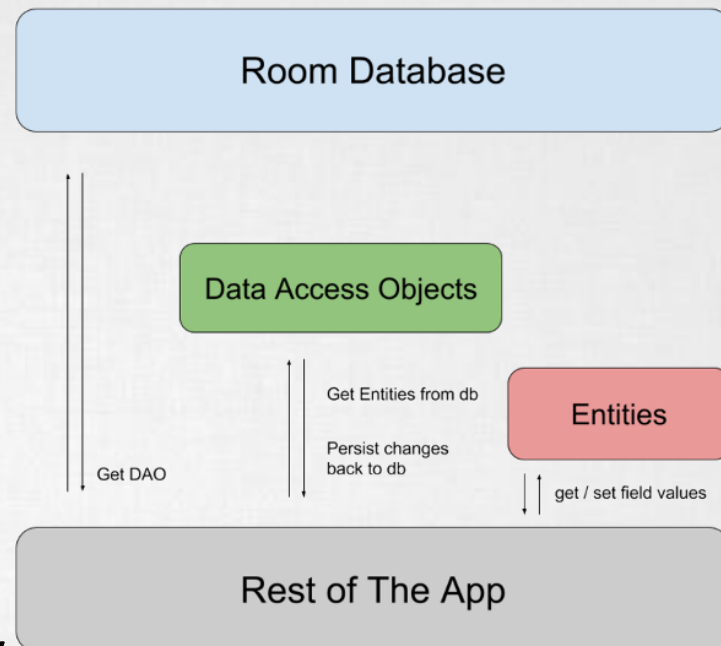 Room Database
Data Access Objects
Get Entities from db
Entities
Persist changes
back to db
Get DAO
get / set field values
Rest of The App